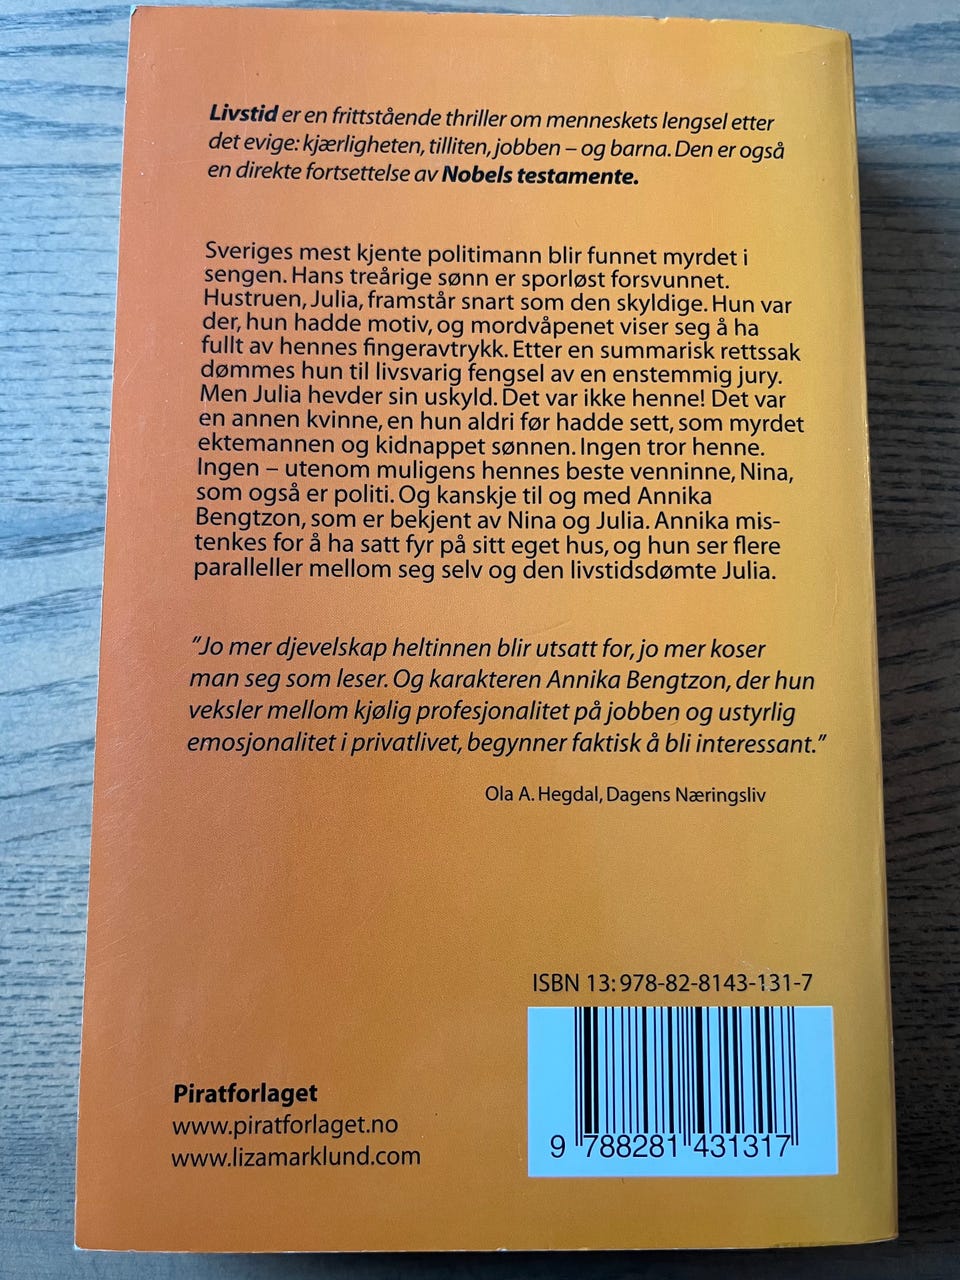 Livstid er en frittstående thriller om menneskets lengsel etter
det evige: kjærligheten, tilliten, jobben – og barna. Den er også
en direkte fortsettelse av Nobels testamente.
Sveriges mest kjente politimann blir funnet myrdet i
sengen. Hans treårige sønn er sporløst forsvunnet.
Hustruen, Julia, framstår snart som den skyldige. Hun var
der, hun hadde motiv, og mordvåpenet viser seg å ha
fullt av hennes fingeravtrykk. Etter en summarisk rettssak
dømmes hun til livsvarig fengsel av en enstemmig jury.
Men Julia hevder sin uskyld. Det var ikke henne! Det var
en annen kvinne, en hun aldri før hadde sett, som myrdet
ektemannen og kidnappet sønnen. Ingen tror henne.
Ingen – utenom muligens hennes beste venninne, Nina,
som også er politi. Og kanskje til og med Annika
Bengtzon, som er bekjent av Nina og Julia. Annika mis-
tenkes for å ha satt fyr på sitt eget hus, og hun ser flere
paralleller mellom seg selv og den livstidsdømte Julia.
"Jo mer djevelskap heltinnen blir utsatt for, jo mer koser
man seg som leser. Og karakteren Annika Bengtzon, der hun
veksler mellom kjølig profesjonalitet på jobben og ustyrlig
emosjonalitet i privatlivet, begynner faktisk å bli interessant."
Ola A. Hegdal, Dagens Næringsliv
ISBN 13: 978-82-8143-131-7
9 788281 431317
Piratforlaget
www.piratforlaget.no
www.lizamarklund.com